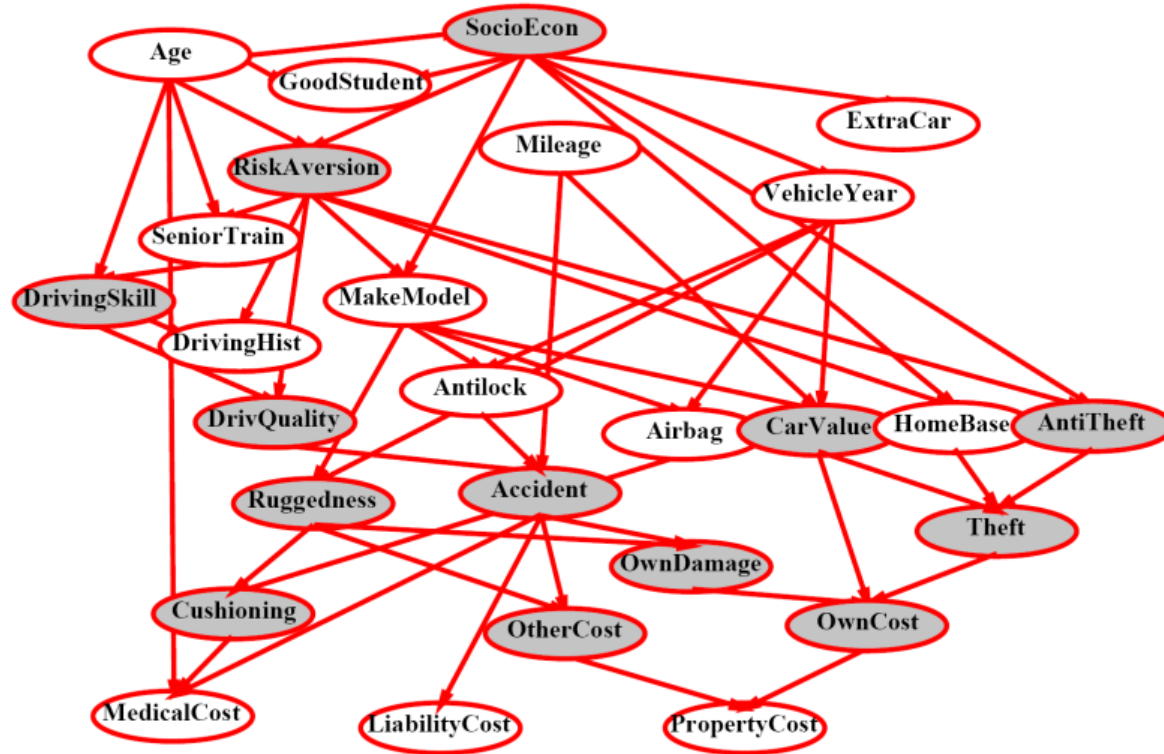 SocioEcon
Age
GoodStudent
ExtraCar
Mileage
RiskAversion
VehicleYear
SeniorTrain
DrivingSkill
MakeModel
DrivingHist
Antilock
DrivQuality
Airbag
CarValue
HomeBase
AntiTheft
Ruggedness
Accident
Theft
OwnDamage
Cushioning
OtherCost
OwnCost
MedicalCost
LiabilityCost
PropertyCost